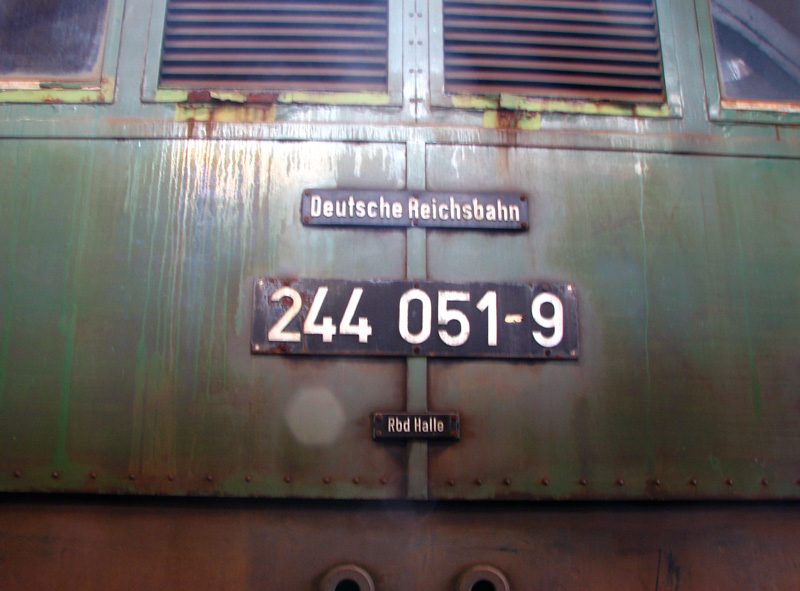 Deutsche Reichsbahn
244 051-9
Rbd Halle